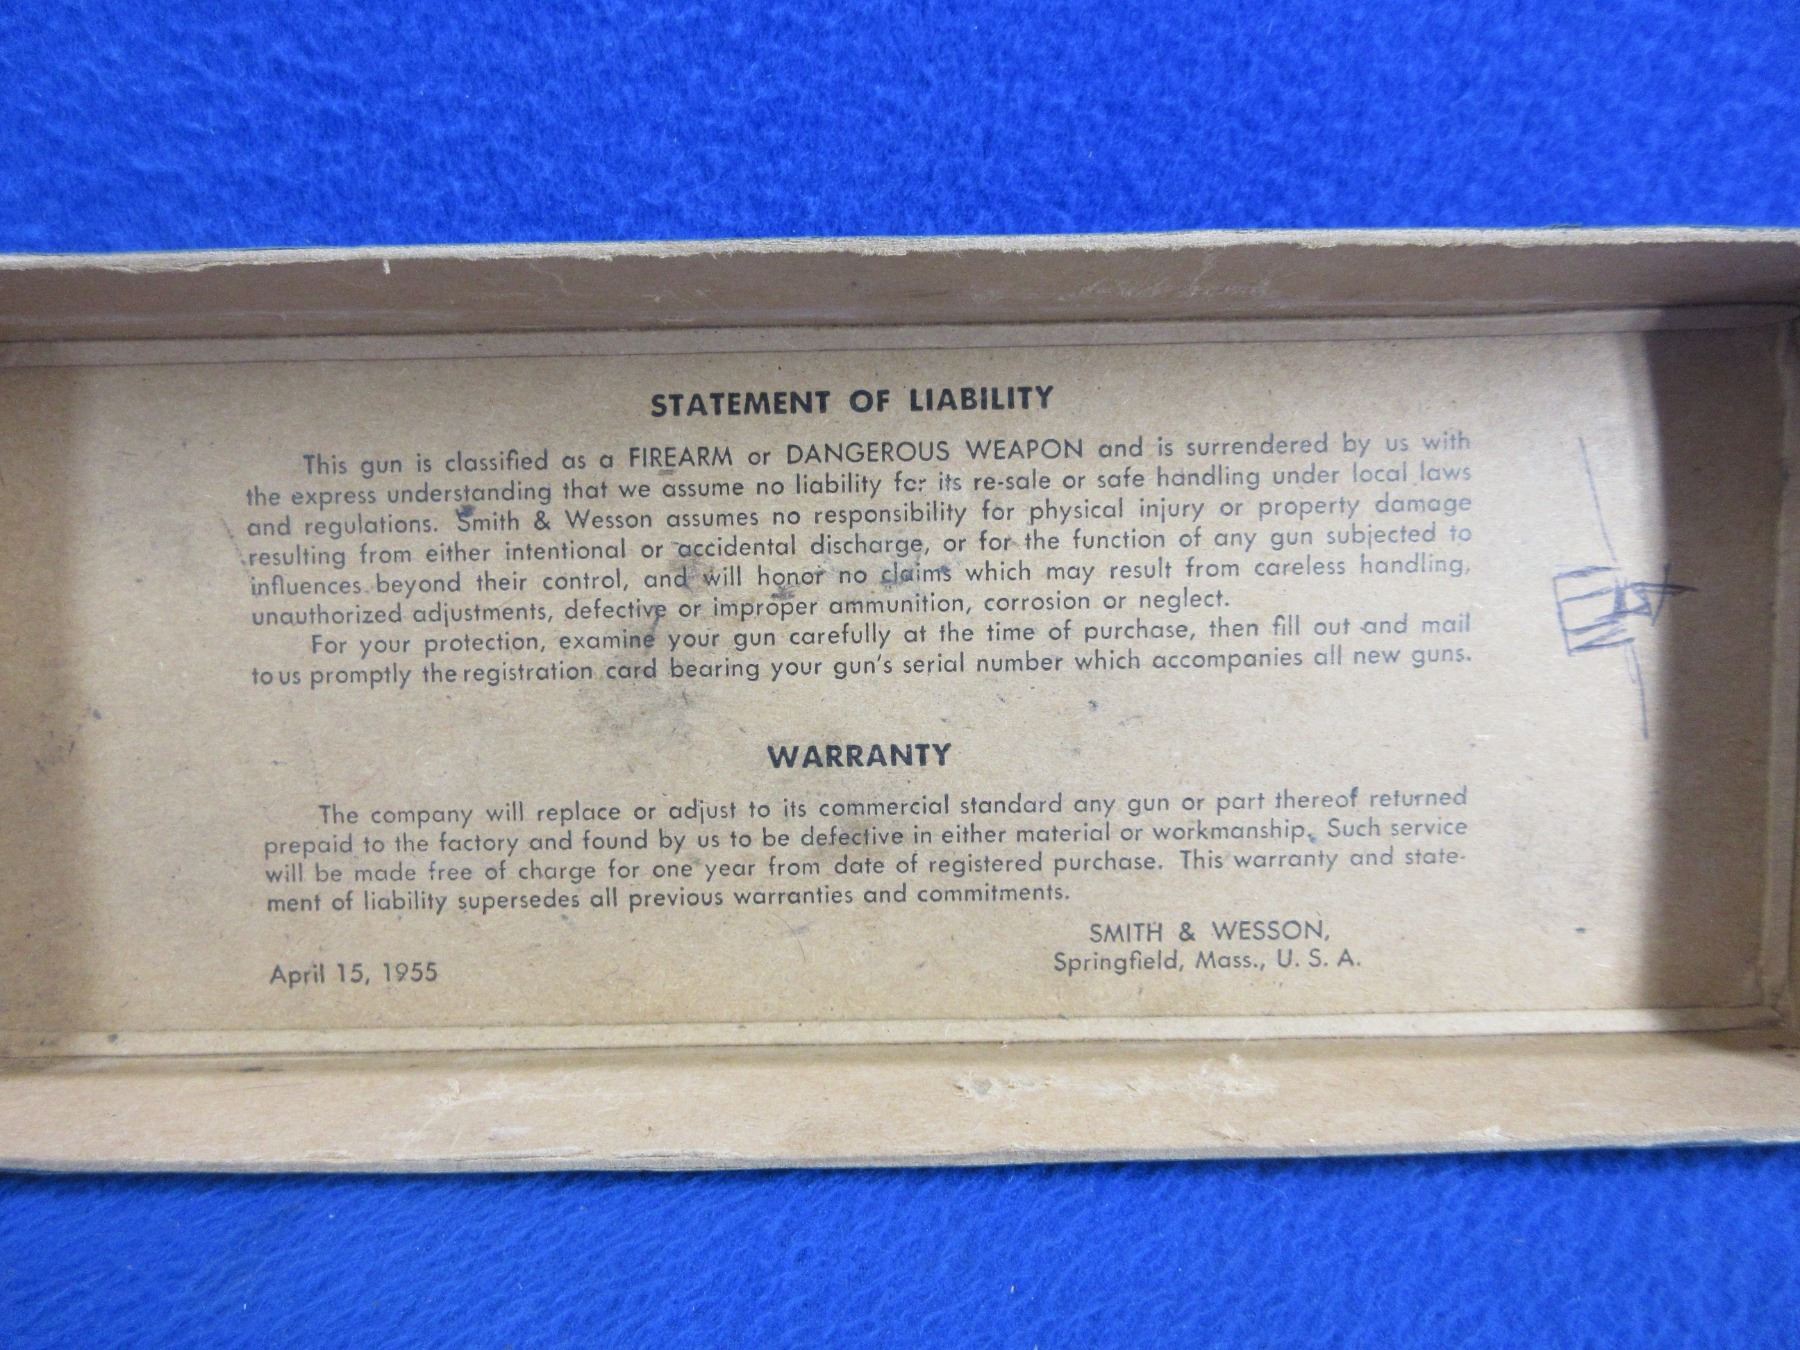 STATEMENT OF LIABILITY
This gun is classified as a FIREARM or DANGEROUS WEAPON and is surrendered by us with
the express understanding that we assume no liability for its re-sale or safe handling under local laws
and regulations. Smith & Wesson assumes no responsibility for physical injury or property damage
resulting from either intentional or accidental discharge, or for the function of any gun subjected to
influences beyond their control, and will honor no claims which may result from careless handling,
unauthorized adjustments, defective or improper ammunition, corrosion or neglect.
For your protection, examine your gun carefully at the time of purchase, then fill out and mail
to us promptly the registration card bearing your gun's serial number which accompanies all new guns.
WARRANTY
The company will replace or adjust to its commercial standard any gun or part thereof returned
prepaid to the factory and found by us to be defective in either material or workmanship. Such service
will be made free of charge for one year from date of registered purchase. This warranty and state-
ment of liability supersedes all previous warranties and commitments.
SMITH & WESSON,
Springfield, Mass., U. S. A.
April 15, 1955